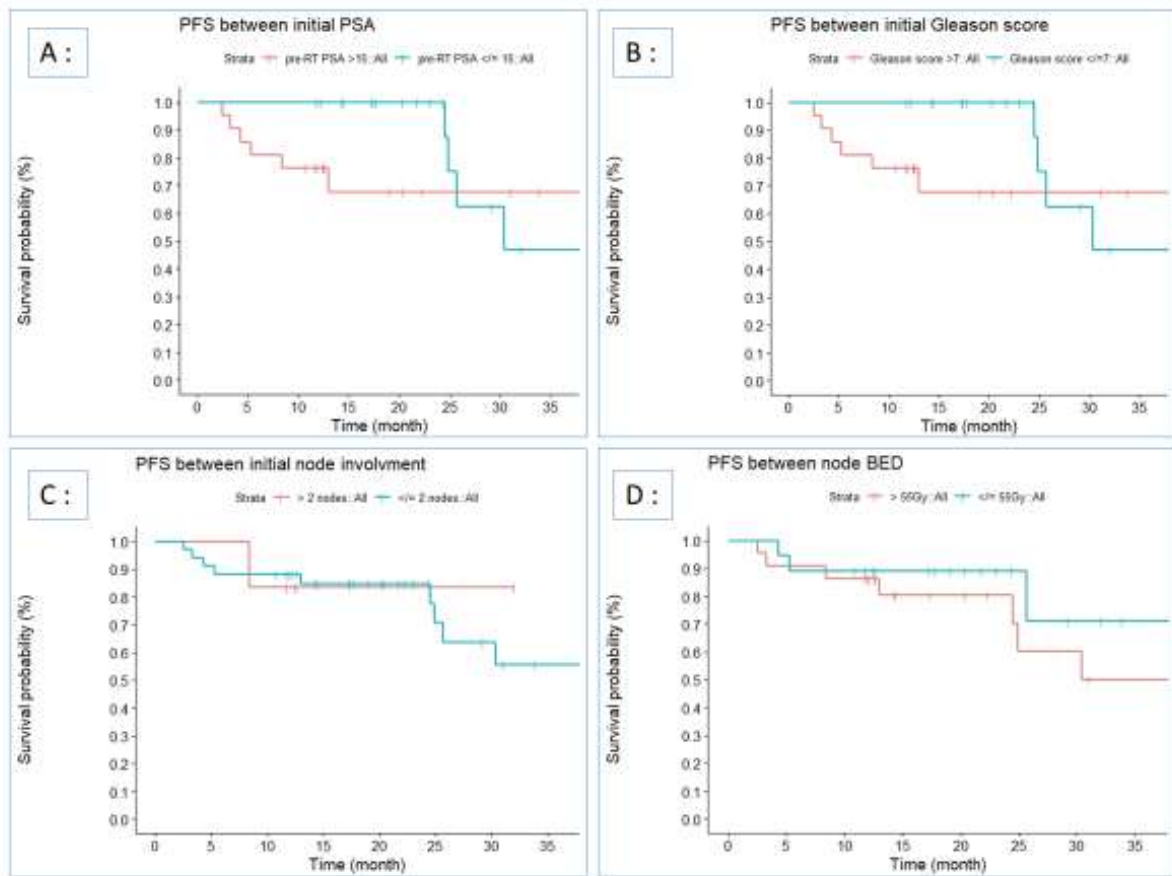 A :
PFS between initial PSA
Strata pre-RT PSA >15::All pre-RT PSA </= 15::All
Survival probability (%)
1.0
0.9
0.8
0.7
0.6
0.5
0.4
0.3
0.2
0.1
0.0
0 5 10 15 20 25 30 35
Time (month)
B :
PFS between initial Gleason score
Strata Gleason score >7::All Gleason score </=7::All
Survival probability (%)
1.0
0.9
0.8
0.7
0.6
0.5
0.4
0.3
0.2
0.1
0.0
0 5 10 15 20 25 30 35
Time (month)
C :
PFS between initial node involvment
Strata > 2 nodes::All </= 2 nodes::All
Survival probability (%)
1.0
0.9
0.8
0.7
0.6
0.5
0.4
0.3
0.2
0.1
0.0
0 5 10 15 20 25 30 35
Time (month)
D :
PFS between node BED
Strata > 55Gy::All </= 55Gy::All
Survival probability (%)
1.0
0.9
0.8
0.7
0.6
0.5
0.4
0.3
0.2
0.1
0.0
0 5 10 15 20 25 30 35
Time (month)